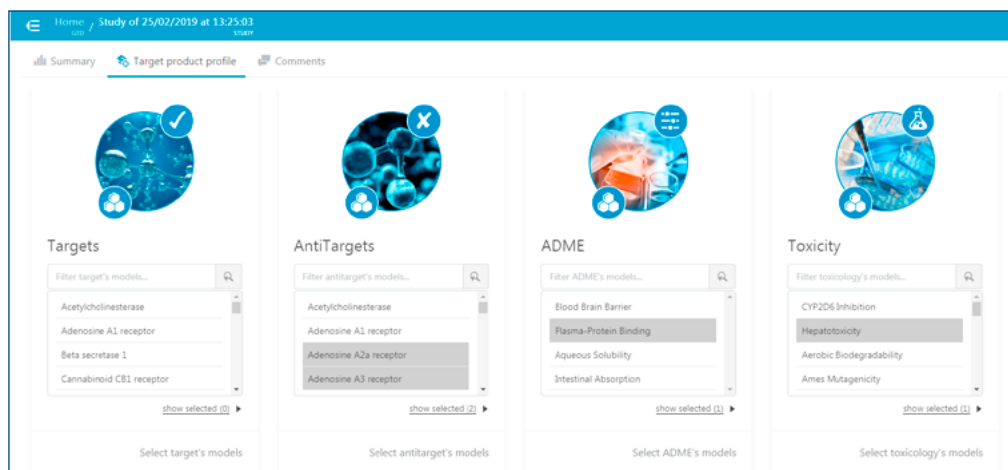 Home / Study of 25/02/2019 at 13:25:03
GTD STUDY
Summary Target product profile Comments
Targets
Filter target's models...
Acetylcholinesterase
Adenosine A1 receptor
Beta secretase 1
Cannabinoid CB1 receptor
show selected (0)
Select target's models
AntiTargets
Filter antitarget's models...
Acetylcholinesterase
Adenosine A1 receptor
Adenosine A2a receptor
Adenosine A3 receptor
show selected (2)
Select antitarget's models
ADME
Filter ADME's models...
Blood Brain Barrier
Plasma-Protein Binding
Aqueous Solubility
Intestinal Absorption
show selected (1)
Select ADME's models
Toxicity
Filter toxicology's models...
CYP2D6 Inhibition
Hepatotoxicity
Aerobic Biodegradability
Ames Mutagenicity
show selected (1)
Select toxicology's models